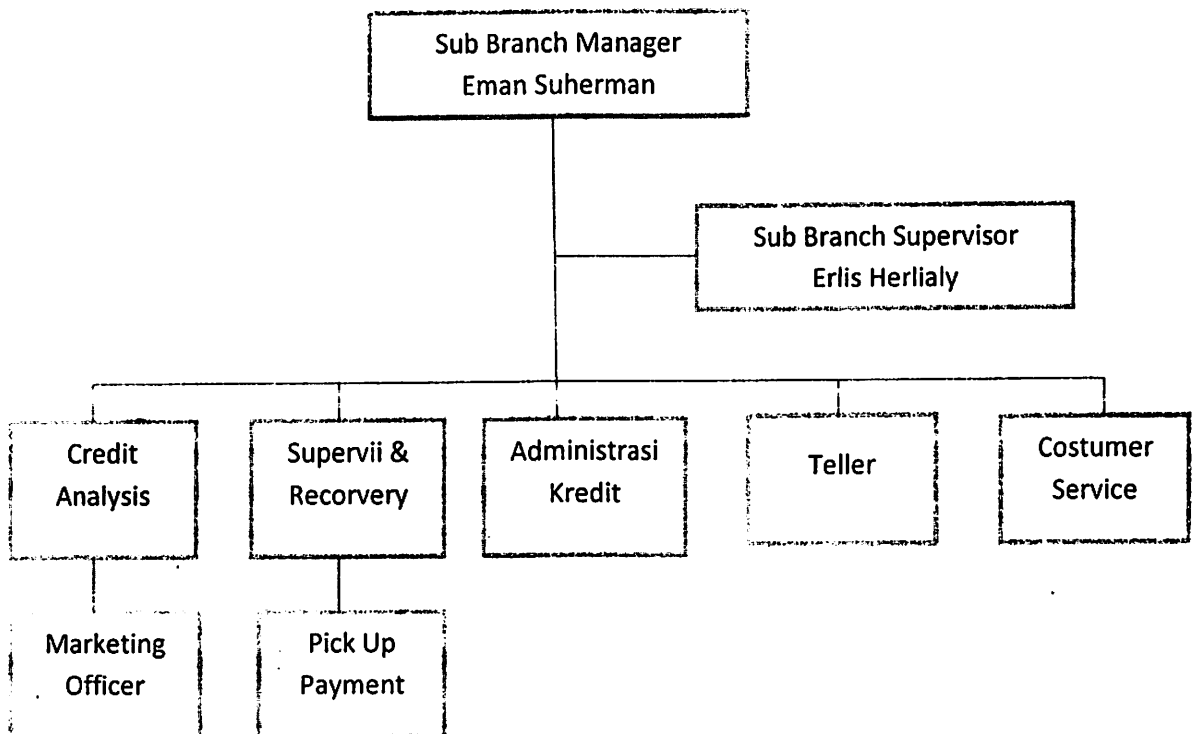 Sub Branch Manager
Eman Suherman
Sub Branch Supervisor
Erlis Herlialy
Credit
Analysis
Supervii &
Recorvery
Administrasi
Kredit
Teller
Costumer
Service
Marketing
Officer
Pick Up
Payment